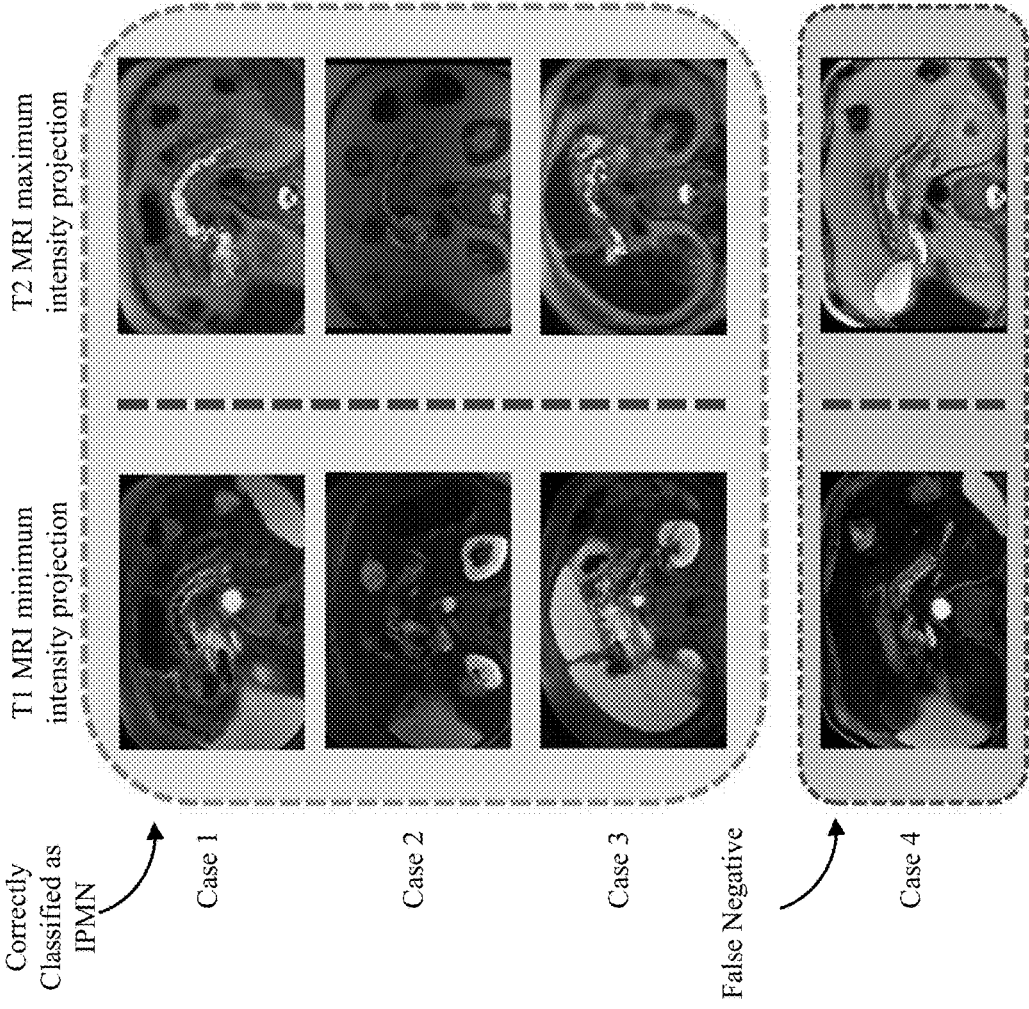 T1 MRI minimum
intensity projection
T2 MRI maximum
intensity projection
Correctly
Classified as
IPMN
Case 1
Case 2
Case 3
False Negative
Case 4